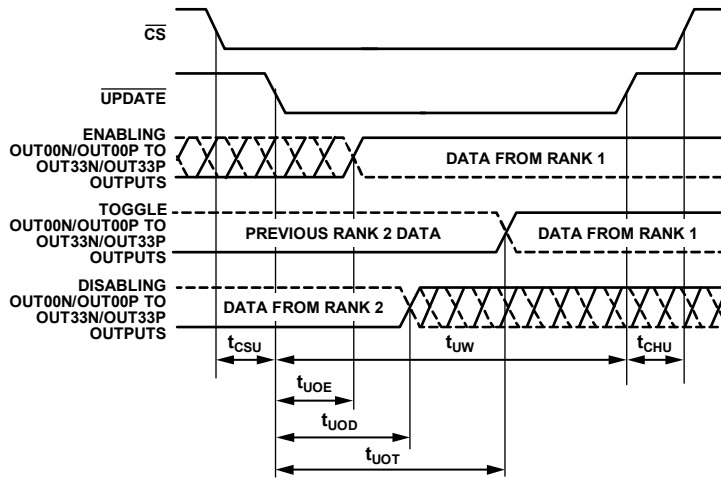 CS
UPDATE
ENABLING
OUT00N/OUT00P TO
OUT33N/OUT33P
OUTPUTS
DATA FROM RANK 1
TOGGLE
OUT00N/OUT00P TO
OUT33N/OUT33P
OUTPUTS
PREVIOUS RANK 2 DATA
DATA FROM RANK 1
DISABLING
OUT00N/OUT00P TO
OUT33N/OUT33P
OUTPUTS
DATA FROM RANK 2
tCSU
tUW
tCHU
tUOE
tUOD
tUOT